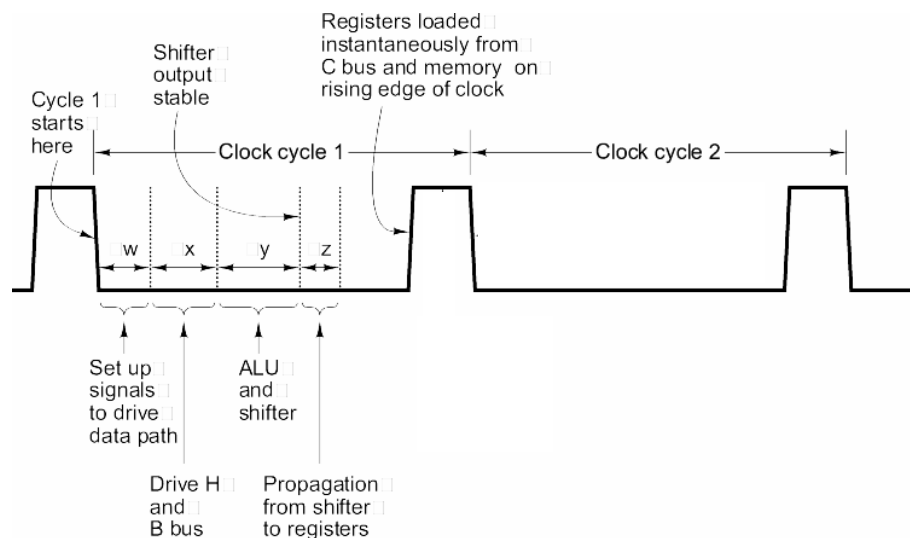 Registers loaded
instantaneously from
C bus and memory on
rising edge of clock
Shifter
output
stable
Cycle 1
starts
here
Clock cycle 1
Clock cycle 2
w
x
y
z
Set up
signals
to drive
data path
ALU
and
shifter
Drive H
and
B bus
Propagation
from shifter
to registers